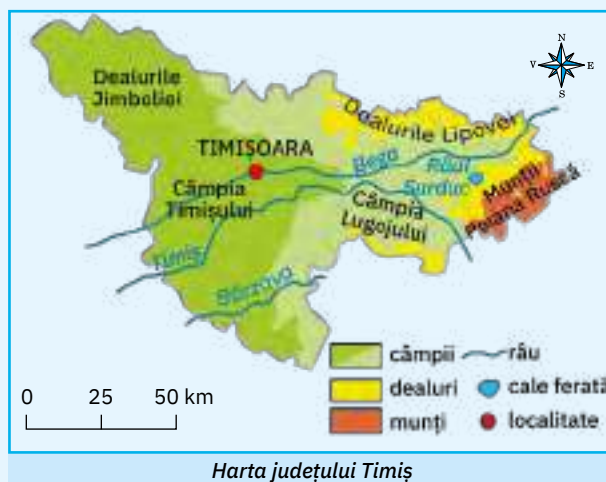 N
V
E
S
Dealurile
Jimboliei
Dealurile Lipovei
TIMIȘOARA
Bega
Râul
Surduc
Munții
Poiana Ruscă
Câmpia
Timișului
Câmpia
Lugojului
Timiș
Bârzava
câmpii
râu
dealuri
cale ferată
munți
localitate
0 25 50 km
Harta județului Timiș